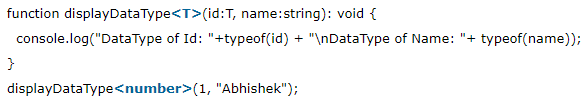 function displayDataType<T>(id:T, name:string): void {
  console.log("DataType of Id: "+typeof(id) + "\nDataType of Name: "+ typeof(name));
}
displayDataType<number>(1, "Abhishek");